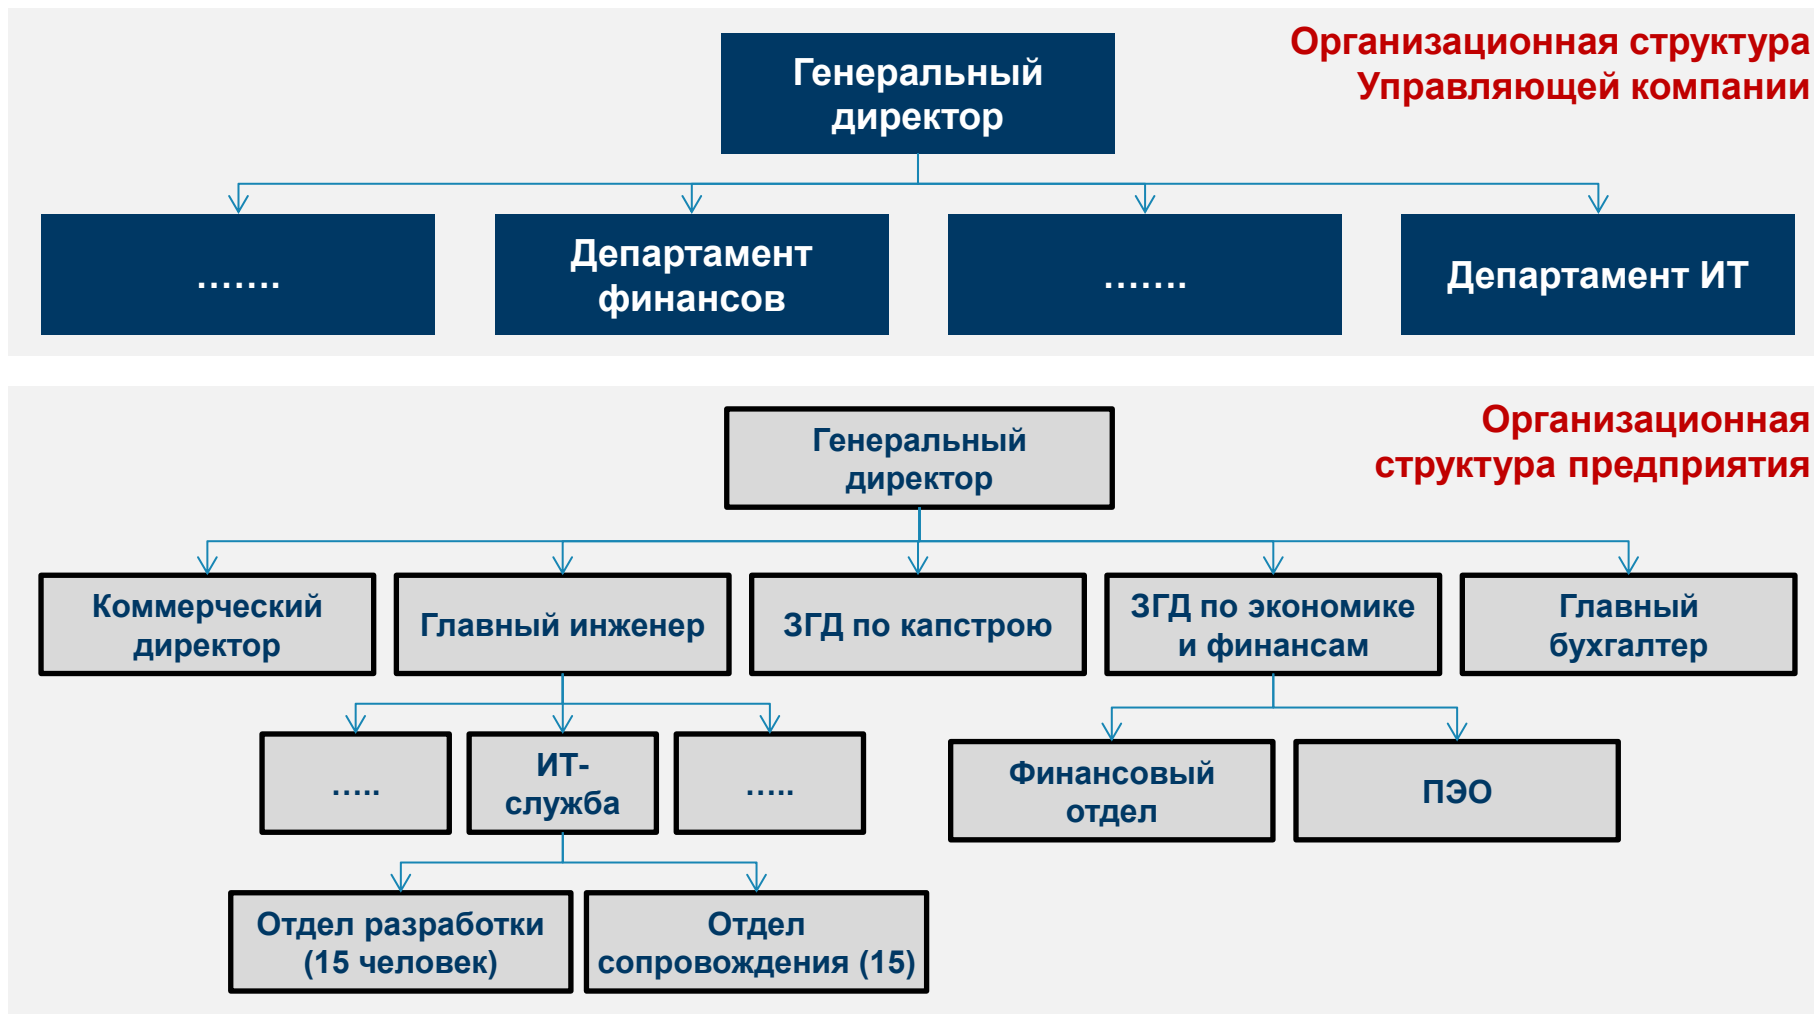 Организационная структура
Управляющей компании
Генеральный
директор
…….
Департамент
финансов
…….
Департамент ИТ
Организационная
структура предприятия
Генеральный
директор
Коммерческий
директор
Главный инженер
ЗГД по капстрою
ЗГД по экономике
и финансам
Главный
бухгалтер
…..
ИТ-
служба
…..
Финансовый
отдел
ПЭО
Отдел разработки
(15 человек)
Отдел
сопровождения (15)